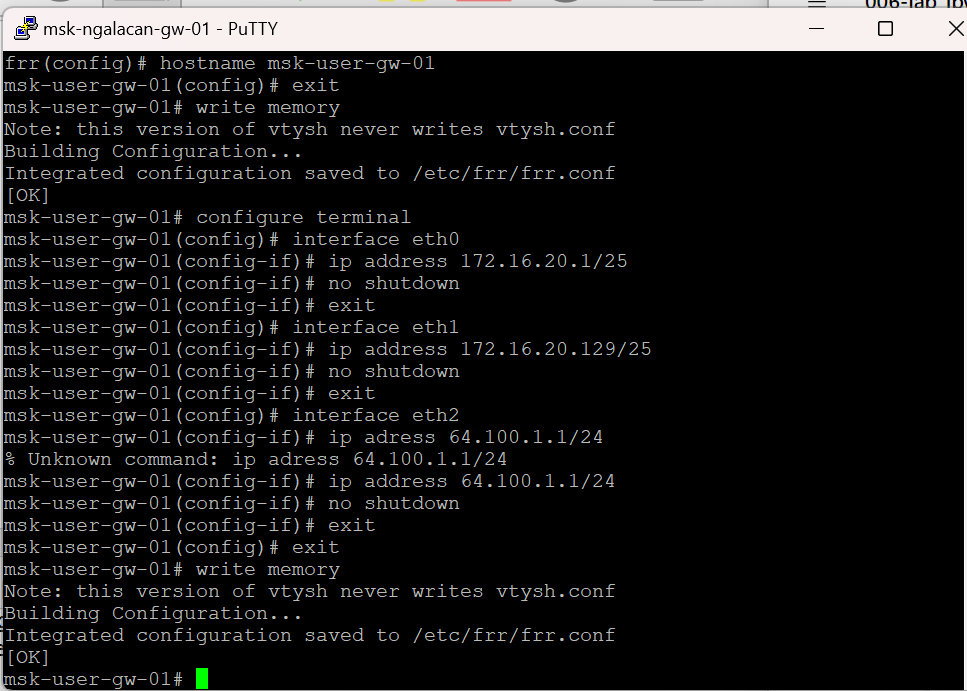 006-lab_ipv
msk-ngalacan-gw-01 - PuTTY
frr(config)# hostname msk-user-gw-01
msk-user-gw-01(config)# exit
msk-user-gw-01# write memory
Note: this version of vtysh never writes vtysh.conf
Building Configuration...
Integrated configuration saved to /etc/frr/frr.conf
[OK]
msk-user-gw-01# configure terminal
msk-user-gw-01(config)# interface eth0
msk-user-gw-01(config-if)# ip address 172.16.20.1/25
msk-user-gw-01(config-if)# no shutdown
msk-user-gw-01(config-if)# exit
msk-user-gw-01(config)# interface eth1
msk-user-gw-01(config-if)# ip address 172.16.20.129/25
msk-user-gw-01(config-if)# no shutdown
msk-user-gw-01(config-if)# exit
msk-user-gw-01(config)# interface eth2
msk-user-gw-01(config-if)# ip adress 64.100.1.1/24
% Unknown command: ip adress 64.100.1.1/24
msk-user-gw-01(config-if)# ip address 64.100.1.1/24
msk-user-gw-01(config-if)# no shutdown
msk-user-gw-01(config-if)# exit
msk-user-gw-01(config)# exit
msk-user-gw-01# write memory
Note: this version of vtysh never writes vtysh.conf
Building Configuration...
Integrated configuration saved to /etc/frr/frr.conf
[OK]
msk-user-gw-01#